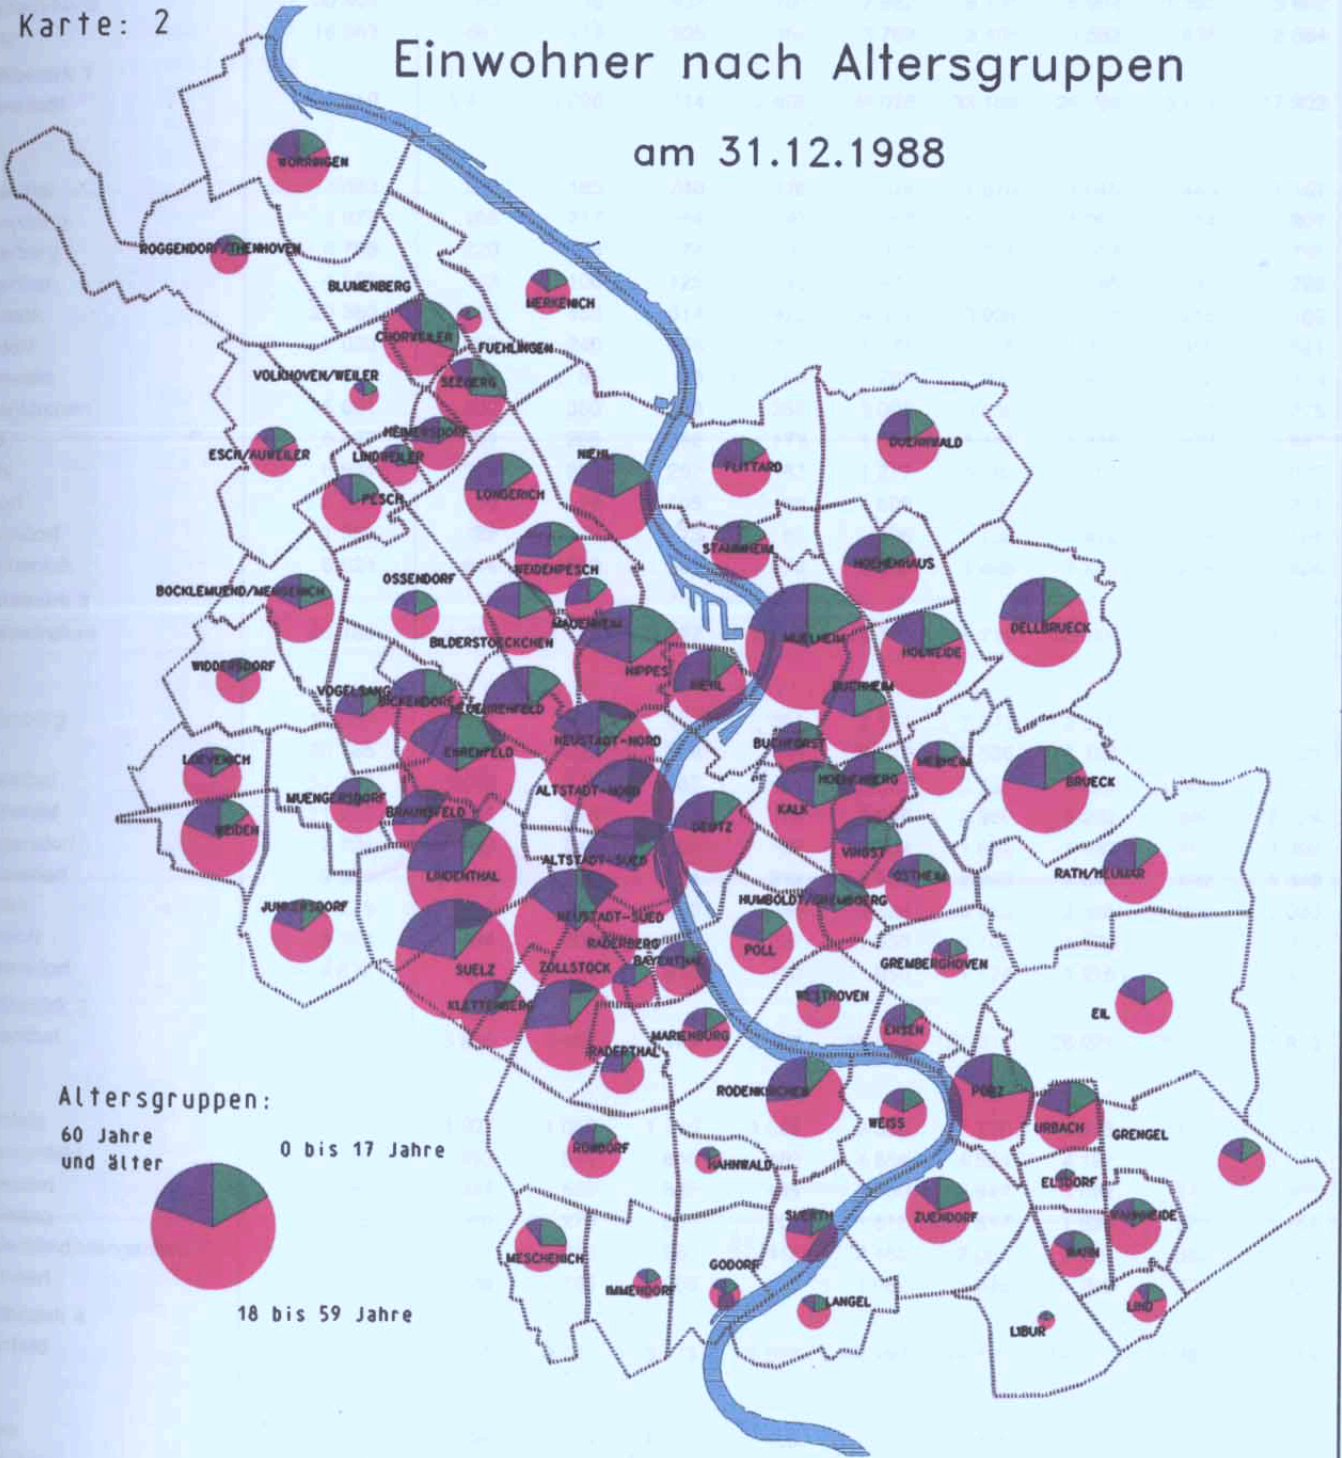 Karte: 2
Einwohner nach Altersgruppen
am 31.12.1988
WORRINGEN
ROGGENDORF/THENHOVEN
BLUMENBERG
MERKENICH
CHORWEILER
FUEHLINGEN
VOLKHOVEN/WEILER
SEEBERG
HEIMERSDORF
ESCH/AUWEILER
LINDWEILER
NIEHL
FLITTARD
DUENNWALD
PESCH
LONGERICH
STAMMHEIM
HOEHENHAUS
WEIDENPESCH
OSSENDORF
BOCKLEMUEND/MENGENICH
MAUENHEIM
BILDERSTOECKCHEN
MUELHEIM
DELLBRUECK
HOLWEIDE
WIDDERSDORF
NIPPES
RIEHL
BUCHHEIM
VOGELSANG
BICKENDORF
NEUEHRENFELD
NEUSTADT-NORD
BUCHFORST
EHRENFELD
LOEVENICH
MERHEIM
BRUECK
HOEHENBERG
MUENGERSDORF
ALTSTADT-NORD
BRAUNSFELD
KALK
WEIDEN
DEUTZ
VINGST
ALTSTADT-SUED
LINDENTHAL
OSTHEIM
RATH/HEUMAR
JUNKERSDORF
NEUSTADT-SUED
HUMBOLDT/GREMBERG
RADERBERG
POLL
BAYENTHAL
SUELZ
ZOLLSTOCK
GREMBERGHOVEN
KLETTENBERG
WESTHOVEN
EIL
MARIENBURG
ENSEN
RADERTHAL
RODENKIRCHEN
PORZ
WEISS
URBACH
GRENGEL
Altersgruppen:
60 Jahre
und älter
0 bis 17 Jahre
18 bis 59 Jahre
RONDORF
HAHNWALD
ELSDORF
SUERTH
ZUENDORF
WAHNHEIDE
MESCHENICH
WAHN
GODORF
IMMENDORF
LANGEL
LIND
LIBUR